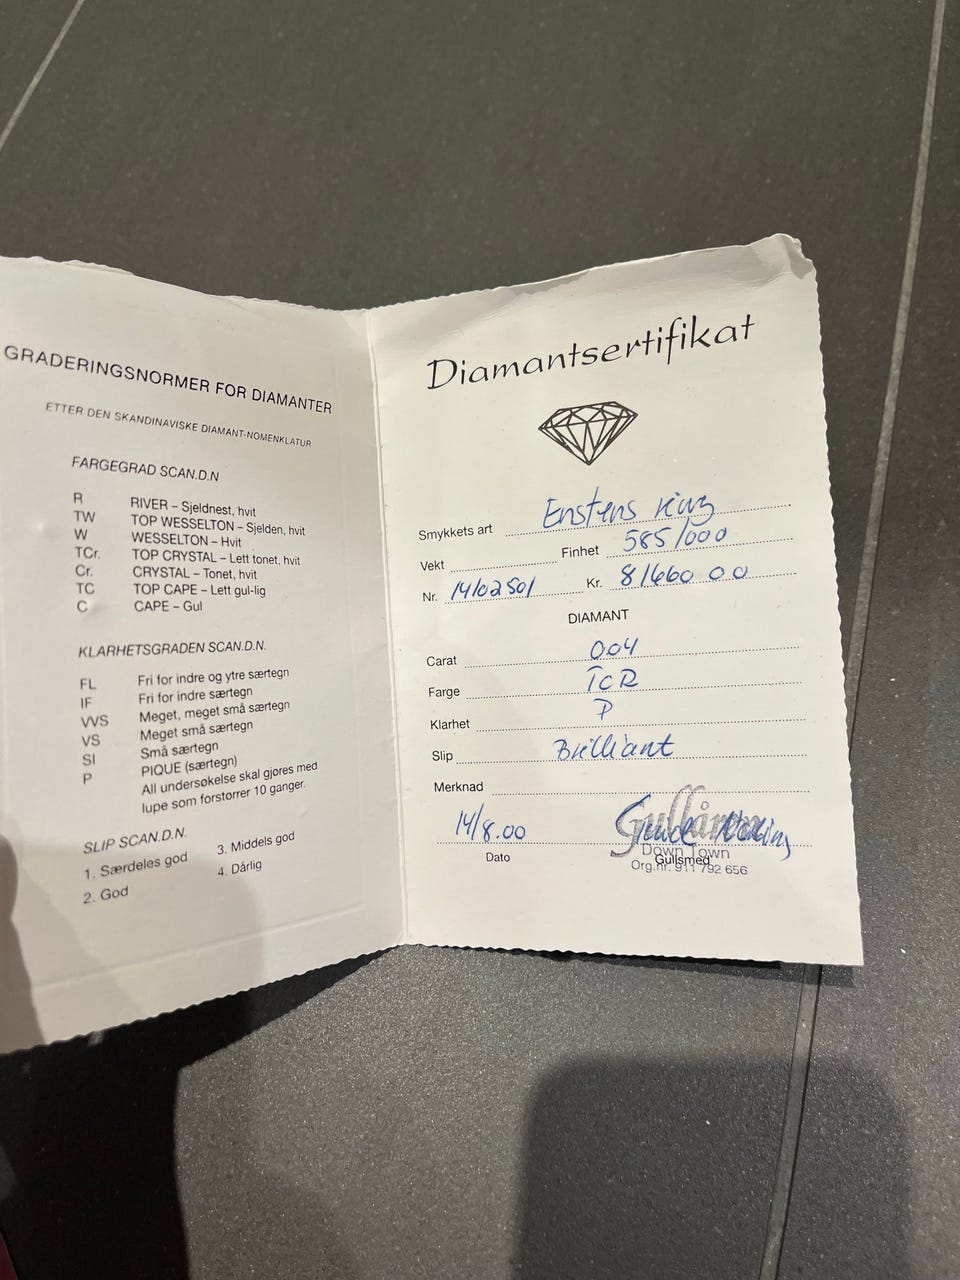 GRADERINGSNORMER FOR DIAMANTER
ETTER DEN SKANDINAVISKE DIAMANT-NOMENKLATUR
FARGEGRAD SCAN.D.N
R RIVER – Sjeldnest, hvit
TW TOP WESSELTON – Sjelden, hvit
W WESSELTON – Hvit
TCr. TOP CRYSTAL – Lett tonet, hvit
Cr. CRYSTAL – Tonet, hvit
TC TOP CAPE – Lett gul-lig
C CAPE – Gul
KLARHETSGRADEN SCAN.D.N.
FL Fri for indre og ytre særtegn
IF Fri for indre særtegn
VVS Meget, meget små særtegn
VS Meget små særtegn
SI Små særtegn
P PIQUE (særtegn)
All undersøkelse skal gjøres med
lupe som forstørrer 10 ganger.
SLIP SCAN.D.N.
1. Særdeles god 3. Middels god
2. God 4. Dårlig
Diamantsertifikat
Smykkets art Enstens ring
Vekt Finhet 585/000
Nr. 14/02501 Kr. 8/660 00
DIAMANT
Carat 0.04
Farge TCR
Klarhet P
Slip Brilliant
Merknad
14/8.00
Dato
Down Town
Gullsmed
Org.nr. 911 792 656